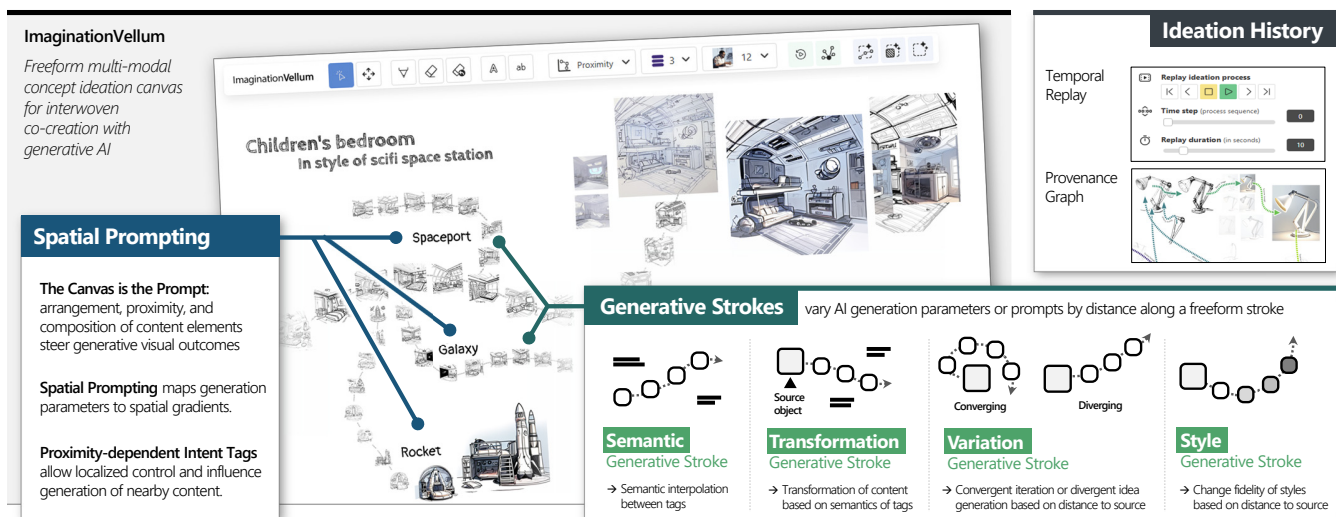 ImaginationVellum
Freeform multi-modal
concept ideation canvas
for interwoven
co-creation with
generative AI
ImaginationVellum
A
ab
Proximity
3
12
Children's bedroom
In style of scifi space station
Spaceport
Galaxy
Rocket
Spatial Prompting
The Canvas is the Prompt:
arrangement, proximity, and
composition of content elements
steer generative visual outcomes
Spatial Prompting maps generation
parameters to spatial gradients.
Proximity-dependent Intent Tags
allow localized control and influence
generation of nearby content.
Ideation History
Temporal
Replay
Replay ideation process
Time step (process sequence)
0
Replay duration (in seconds)
10
Provenance
Graph
Generative Strokes
vary AI generation parameters or prompts by distance along a freeform stroke
Semantic
Generative Stroke
→ Semantic interpolation
between tags
Source
object
Transformation
Generative Stroke
→ Transformation of content
based on semantics of tags
Converging
Diverging
Variation
Generative Stroke
→ Convergent iteration or divergent idea
generation based on distance to source
Style
Generative Stroke
→ Change fidelity of styles
based on distance to source